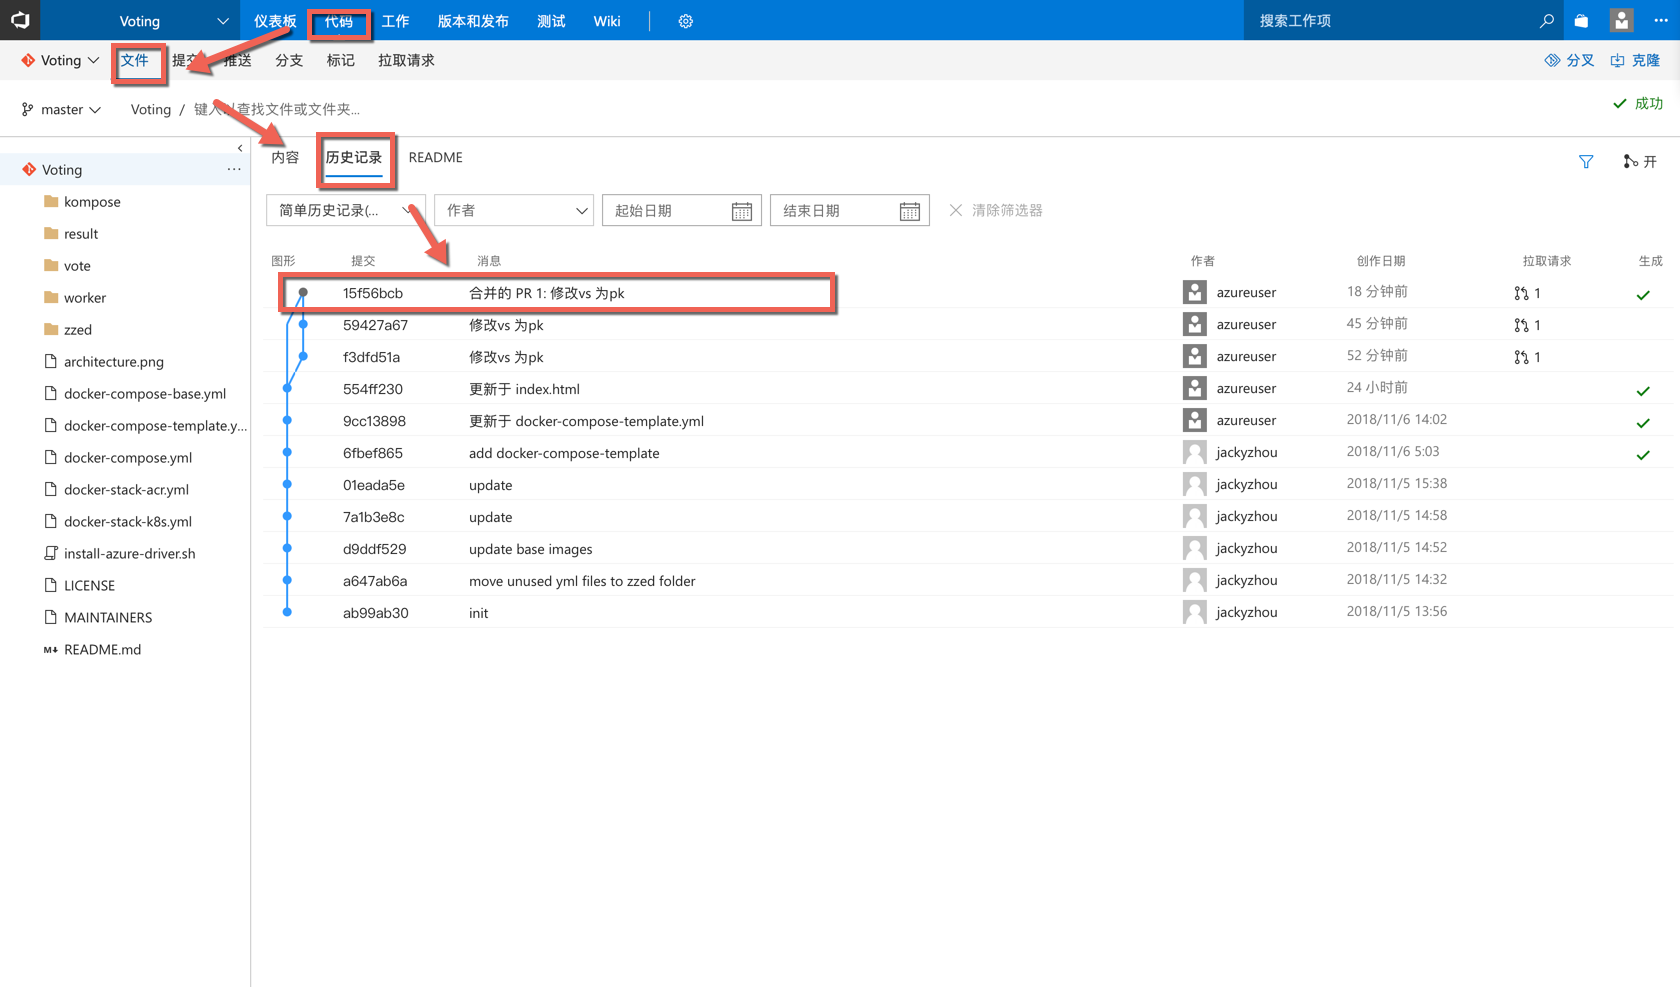 Voting 仪表板 代码 工作 版本和发布 测试 Wiki 搜索工作项
Voting 文件 推送 分支 标记 拉取请求 分叉 克隆
master Voting / 键入以查找文件或文件夹... 成功
Voting
kompose
result
vote
worker
zzed
architecture.png
docker-compose-base.yml
docker-compose-template.y...
docker-compose.yml
docker-stack-acr.yml
docker-stack-k8s.yml
install-azure-driver.sh
LICENSE
MAINTAINERS
M↓ README.md
内容 历史记录 README 开
简单历史记录(... 作者 起始日期 结束日期 清除筛选器
图形 提交 消息 作者 创作日期 拉取请求 生成
15f56bcb 合并的 PR 1: 修改vs 为pk azureuser 18 分钟前 1
59427a67 修改vs 为pk azureuser 45 分钟前 1
f3dfd51a 修改vs 为pk azureuser 52 分钟前 1
554ff230 更新于 index.html azureuser 24 小时前
9cc13898 更新于 docker-compose-template.yml azureuser 2018/11/6 14:02
6fbef865 add docker-compose-template jackyzhou 2018/11/6 5:03
01eada5e update jackyzhou 2018/11/5 15:38
7a1b3e8c update jackyzhou 2018/11/5 14:58
d9ddf529 update base images jackyzhou 2018/11/5 14:52
a647ab6a move unused yml files to zzed folder jackyzhou 2018/11/5 14:32
ab99ab30 init jackyzhou 2018/11/5 13:56